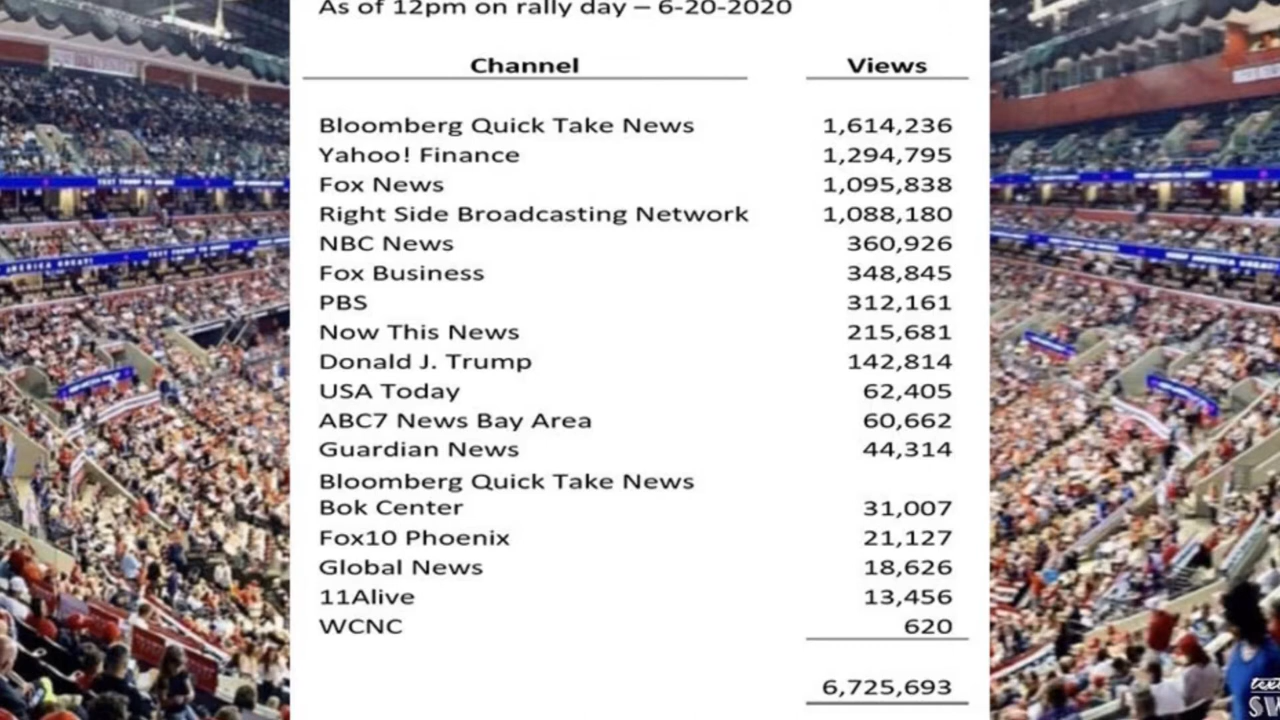 As of 12pm on rally day – 6-20-2020
Channel Views
Bloomberg Quick Take News 1,614,236
Yahoo! Finance 1,294,795
Fox News 1,095,838
Right Side Broadcasting Network 1,088,180
NBC News 360,926
Fox Business 348,845
PBS 312,161
Now This News 215,681
Donald J. Trump 142,814
USA Today 62,405
ABC7 News Bay Area 60,662
Guardian News 44,314
Bloomberg Quick Take News
Bok Center 31,007
Fox10 Phoenix 21,127
Global News 18,626
11Alive 13,456
WCNC 620
6,725,693